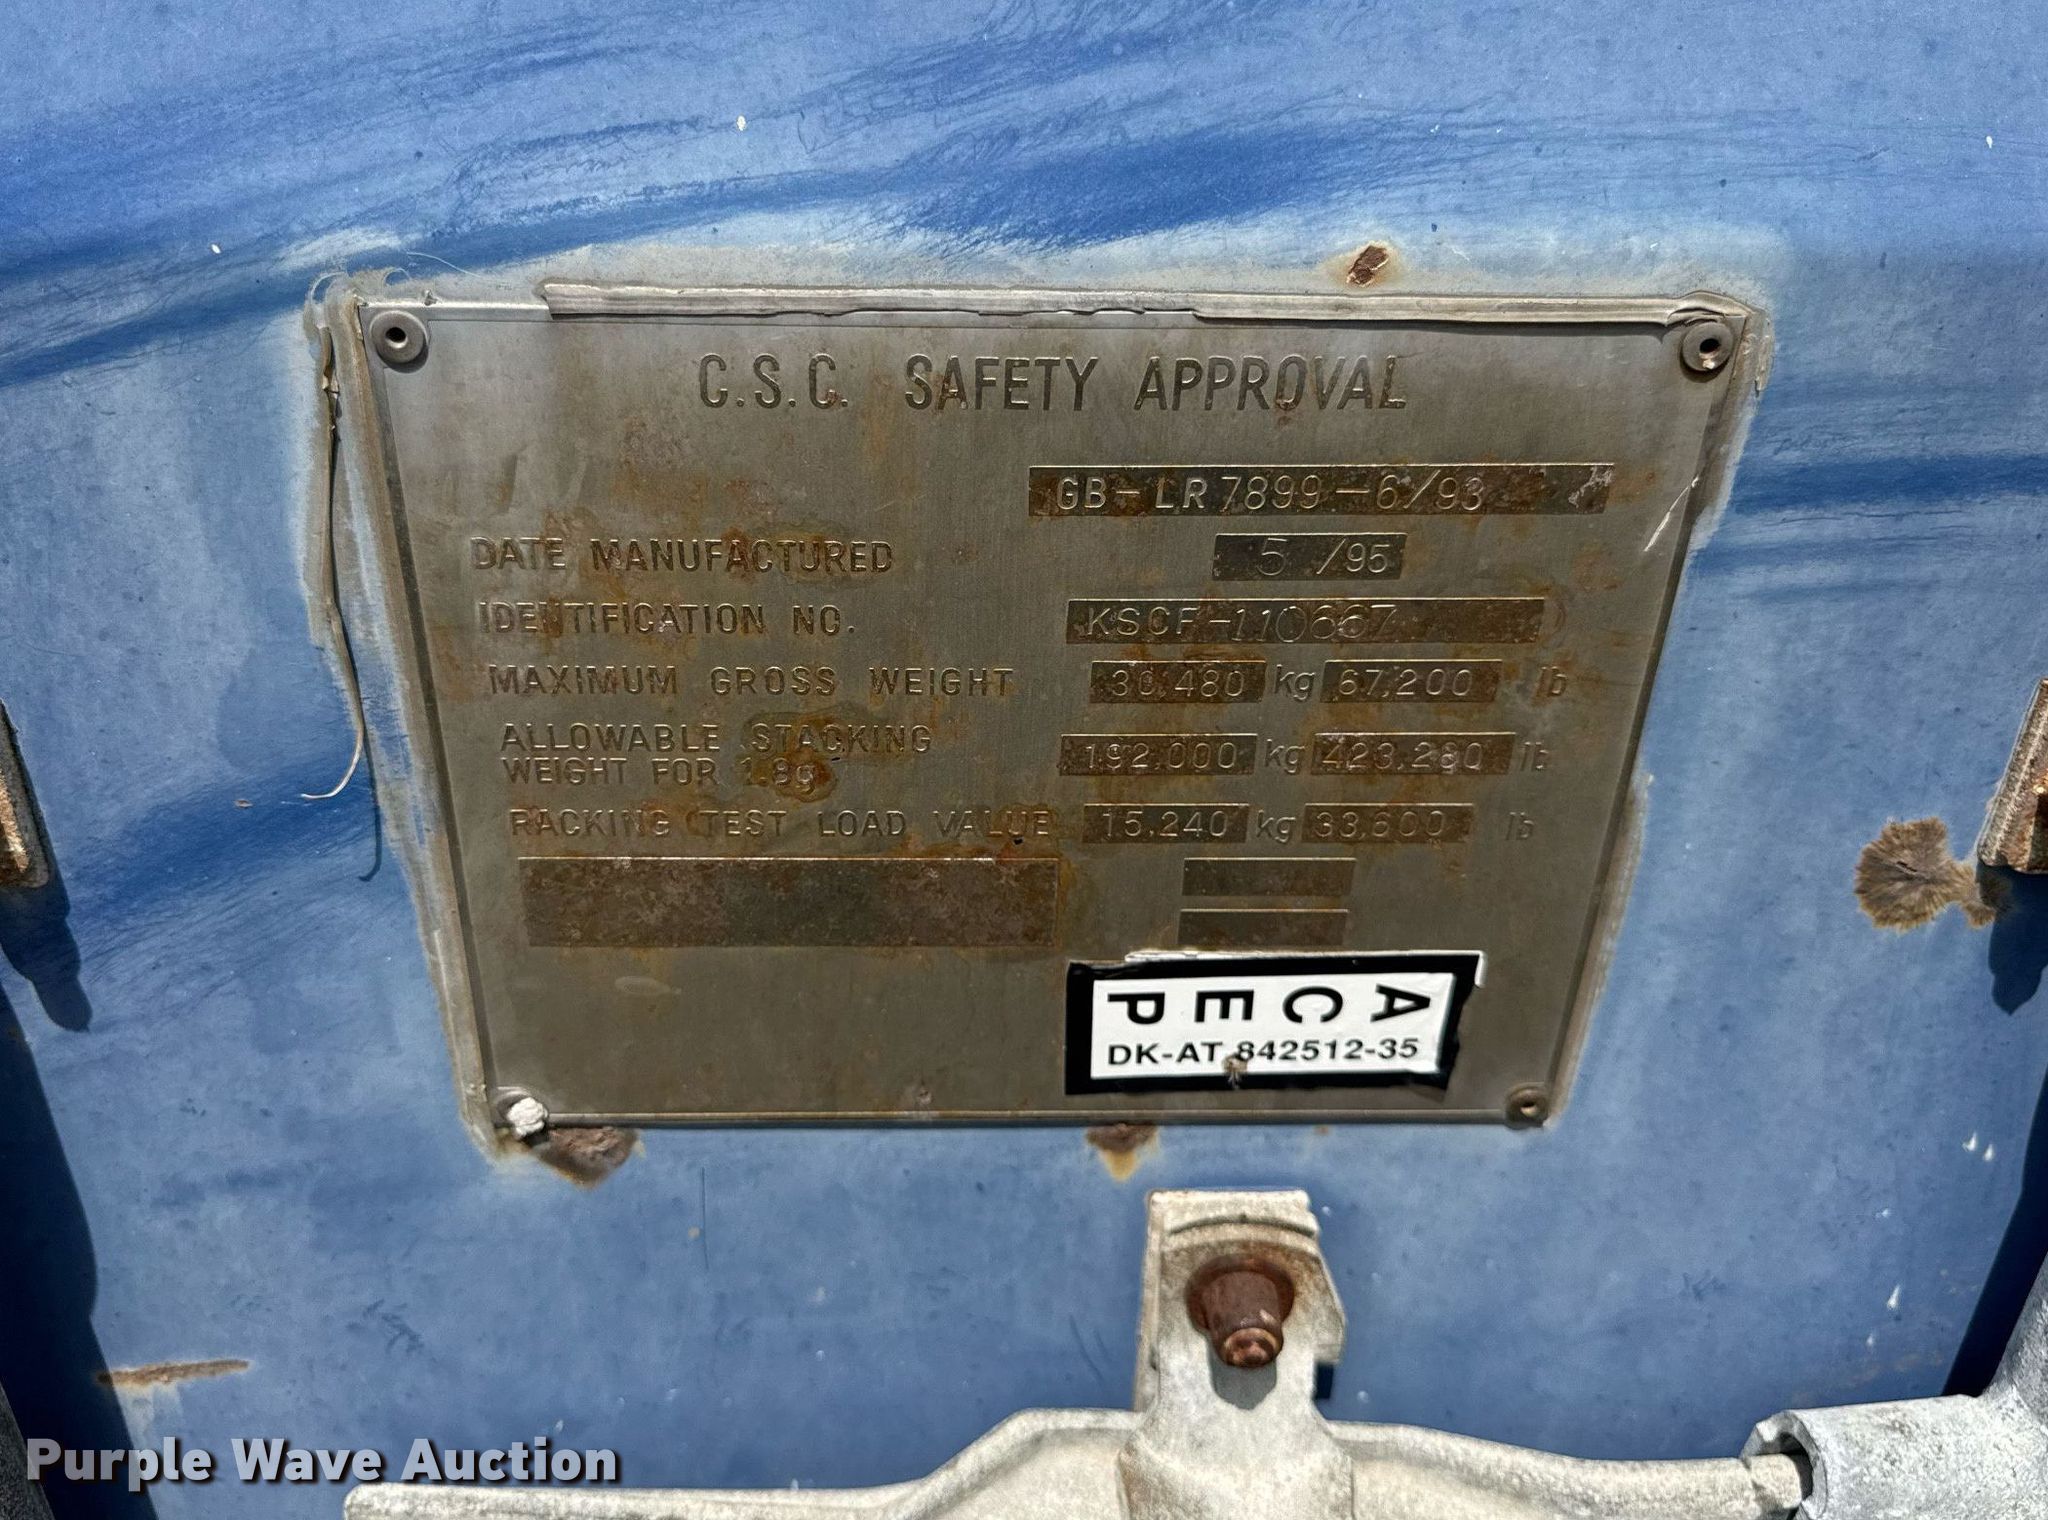 C.S.C. SAFETY APPROVAL
GB-LR7899-6/93
DATE MANUFACTURED 5 /95
IDENTIFICATION NO. KSCF-110667
MAXIMUM GROSS WEIGHT 30,480 kg 67,200 lb
ALLOWABLE STACKING
WEIGHT FOR 1.8g 192,000 kg 423,280 lb
RACKING TEST LOAD VALUE 15,240 kg 33,600 lb
ACEP
DK-AT 842512-35
Purple Wave Auction